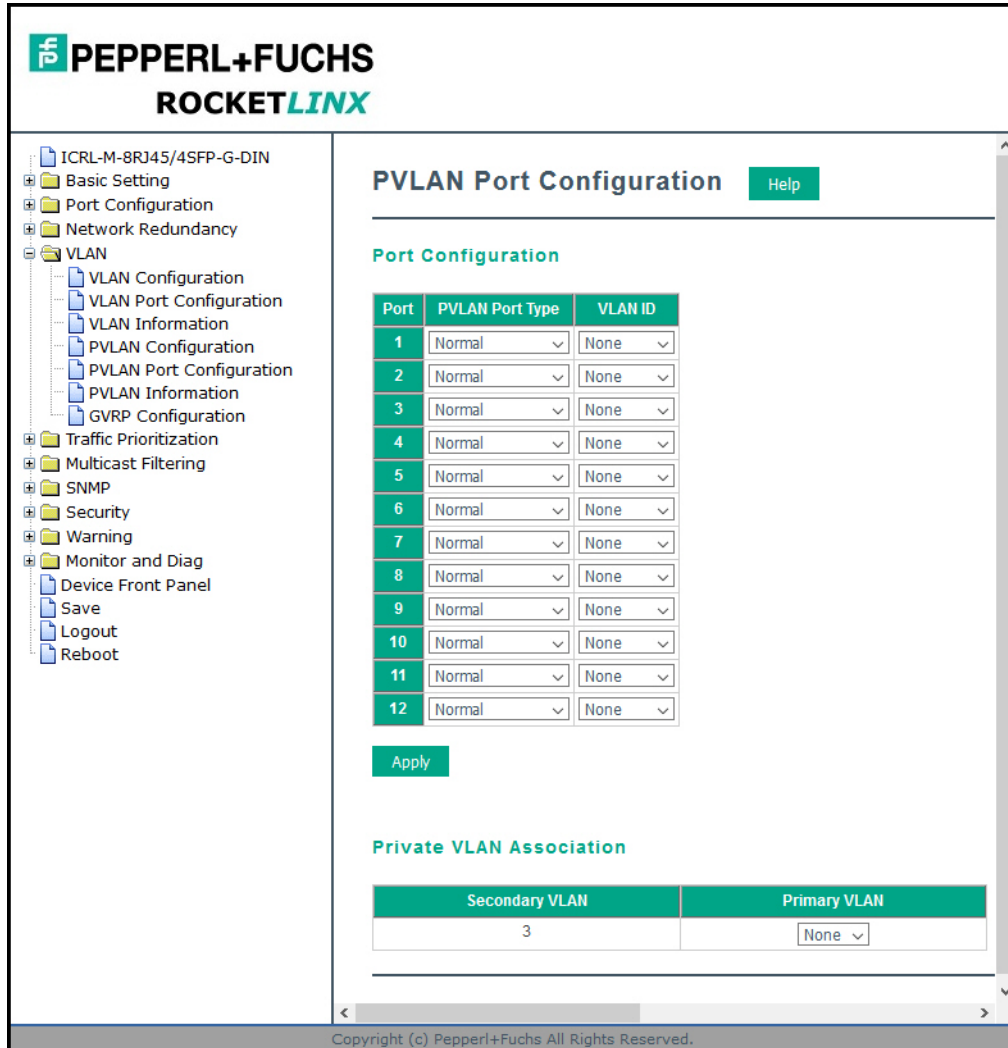 PEPPERL+FUCHS
ROCKETLINX
ICRL-M-8RJ45/4SFP-G-DIN
Basic Setting
Port Configuration
Network Redundancy
VLAN
VLAN Configuration
VLAN Port Configuration
VLAN Information
PVLAN Configuration
PVLAN Port Configuration
PVLAN Information
GVRP Configuration
Traffic Prioritization
Multicast Filtering
SNMP
Security
Warning
Monitor and Diag
Device Front Panel
Save
Logout
Reboot
PVLAN Port Configuration Help
Port Configuration
Port PVLAN Port Type VLAN ID
1 Normal None
2 Normal None
3 Normal None
4 Normal None
5 Normal None
6 Normal None
7 Normal None
8 Normal None
9 Normal None
10 Normal None
11 Normal None
12 Normal None
Apply
Private VLAN Association
Secondary VLAN Primary VLAN
3 None
Copyright (c) Pepperl+Fuchs All Rights Reserved.